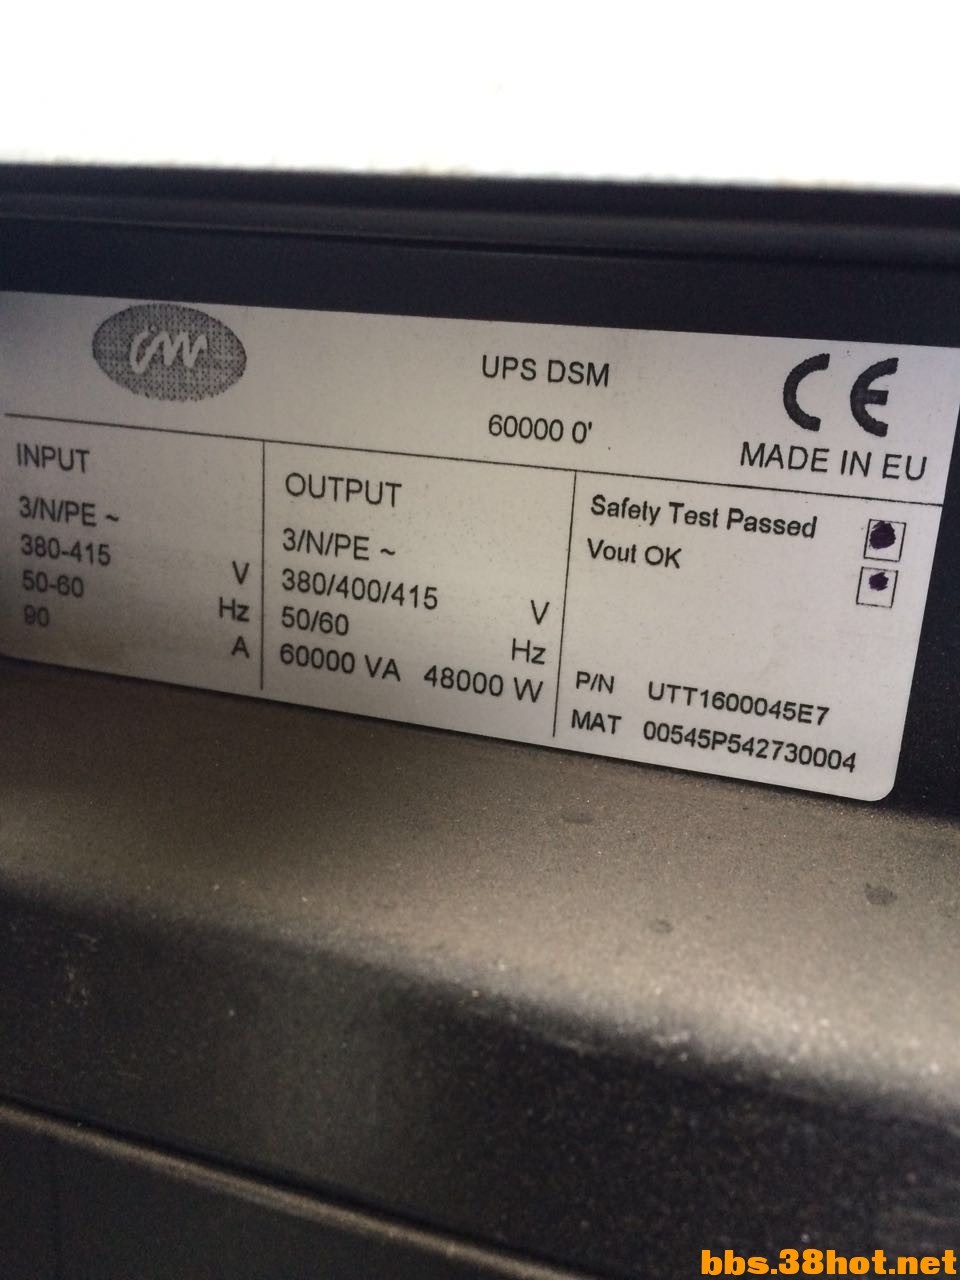 UPS DSM
60000 0'
CE
MADE IN EU
INPUT
3/N/PE ~
380-415 V
50-60 Hz
90 A
OUTPUT
3/N/PE ~
380/400/415 V
50/60 Hz
60000 VA 48000 W
Safety Test Passed
Vout OK
P/N UTT1600045E7
MAT 00545P542730004
bbs.38hot.net